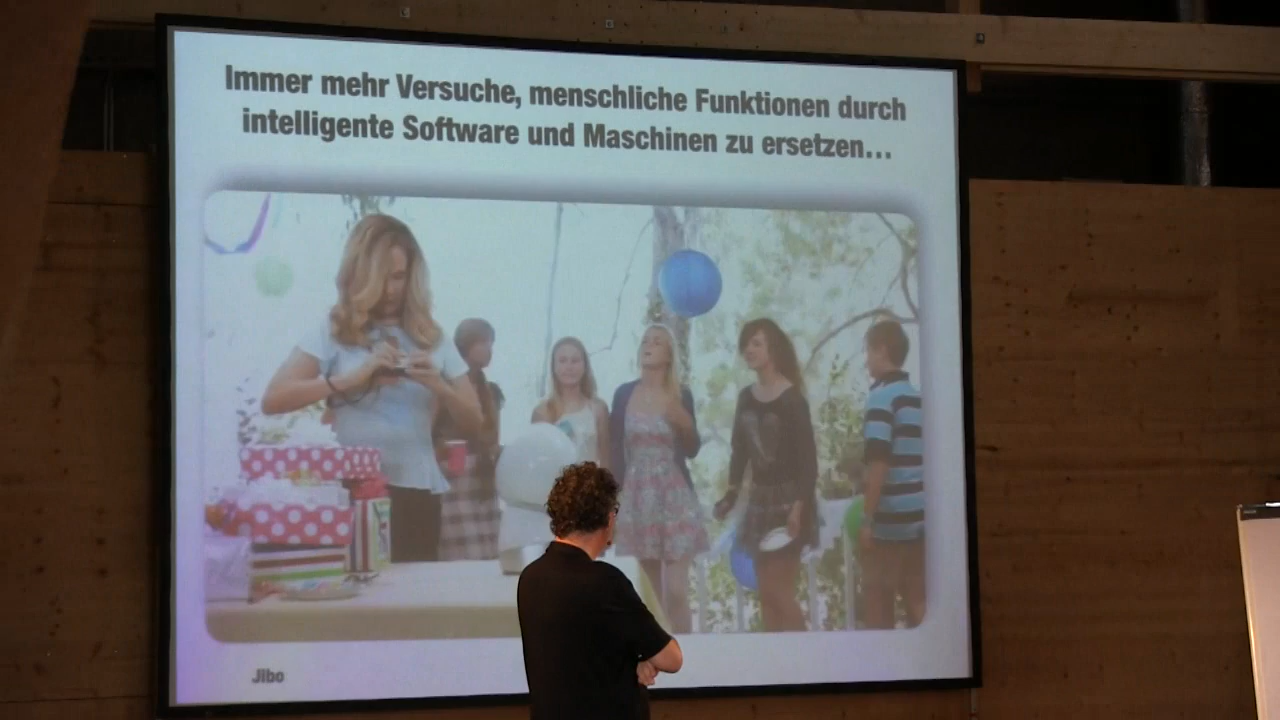 Immer mehr Versuche, menschliche Funktionen durch
intelligente Software und Maschinen zu ersetzen…
Jibo